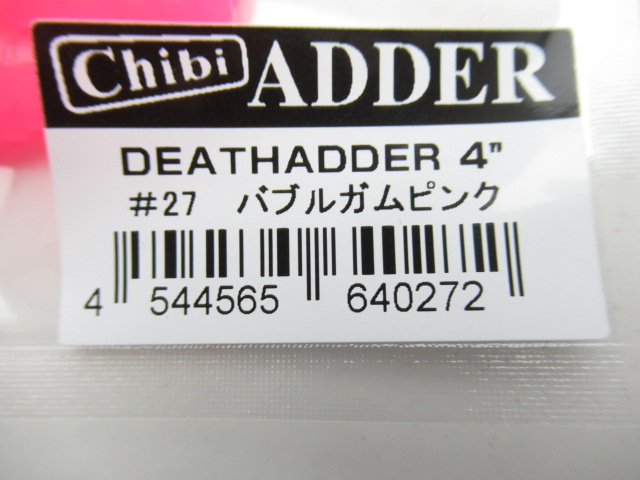 Chibi ADDER
DEATHADDER 4"
#27 バブルガムピンク
4 544565 640272